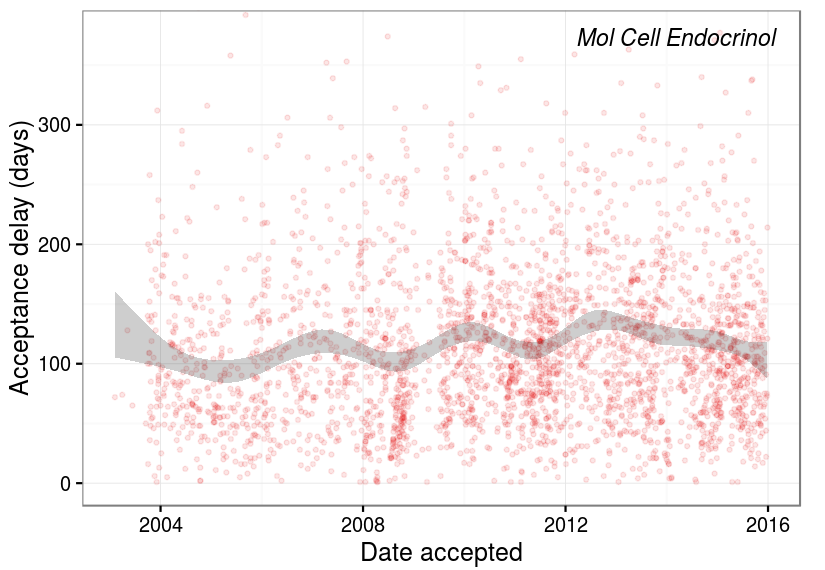 Mol Cell Endocrinol
Acceptance delay (days)
300
200
100
0
2004 2008 2012 2016
Date accepted